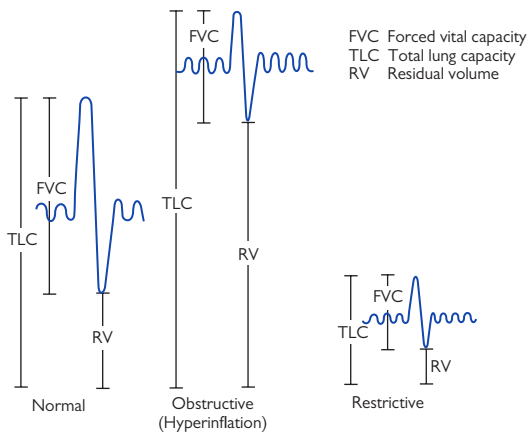 FVC Forced vital capacity
TLC Total lung capacity
RV Residual volume
FVC
TLC
RV
Normal
FVC
TLC
RV
Obstructive
(Hyperinflation)
FVC
TLC
RV
Restrictive